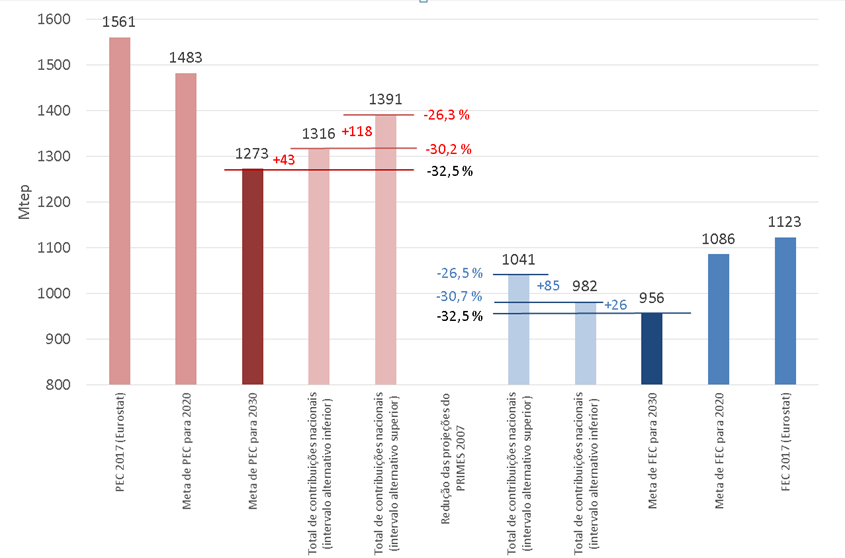 1600
1500
1400
1300
1200
1100
1000
900
800
Mtep
1561
1483
1273
+43
1316
+118
1391
-26,3 %
-30,2 %
-32,5 %
-26,5 %
-30,7 %
-32,5 %
1041
+85
982
+26
956
1086
1123
PEC 2017 (Eurostat)
Meta de PEC para 2020
Meta de PEC para 2030
Total de contribuições nacionais
(intervalo alternativo inferior)
Total de contribuições nacionais
(intervalo alternativo superior)
Redução das projeções do
PRIMES 2007
Total de contribuições nacionais
(intervalo alternativo superior)
Total de contribuições nacionais
(intervalo alternativo inferior)
Meta de FEC para 2030
Meta de FEC para 2020
FEC 2017 (Eurostat)